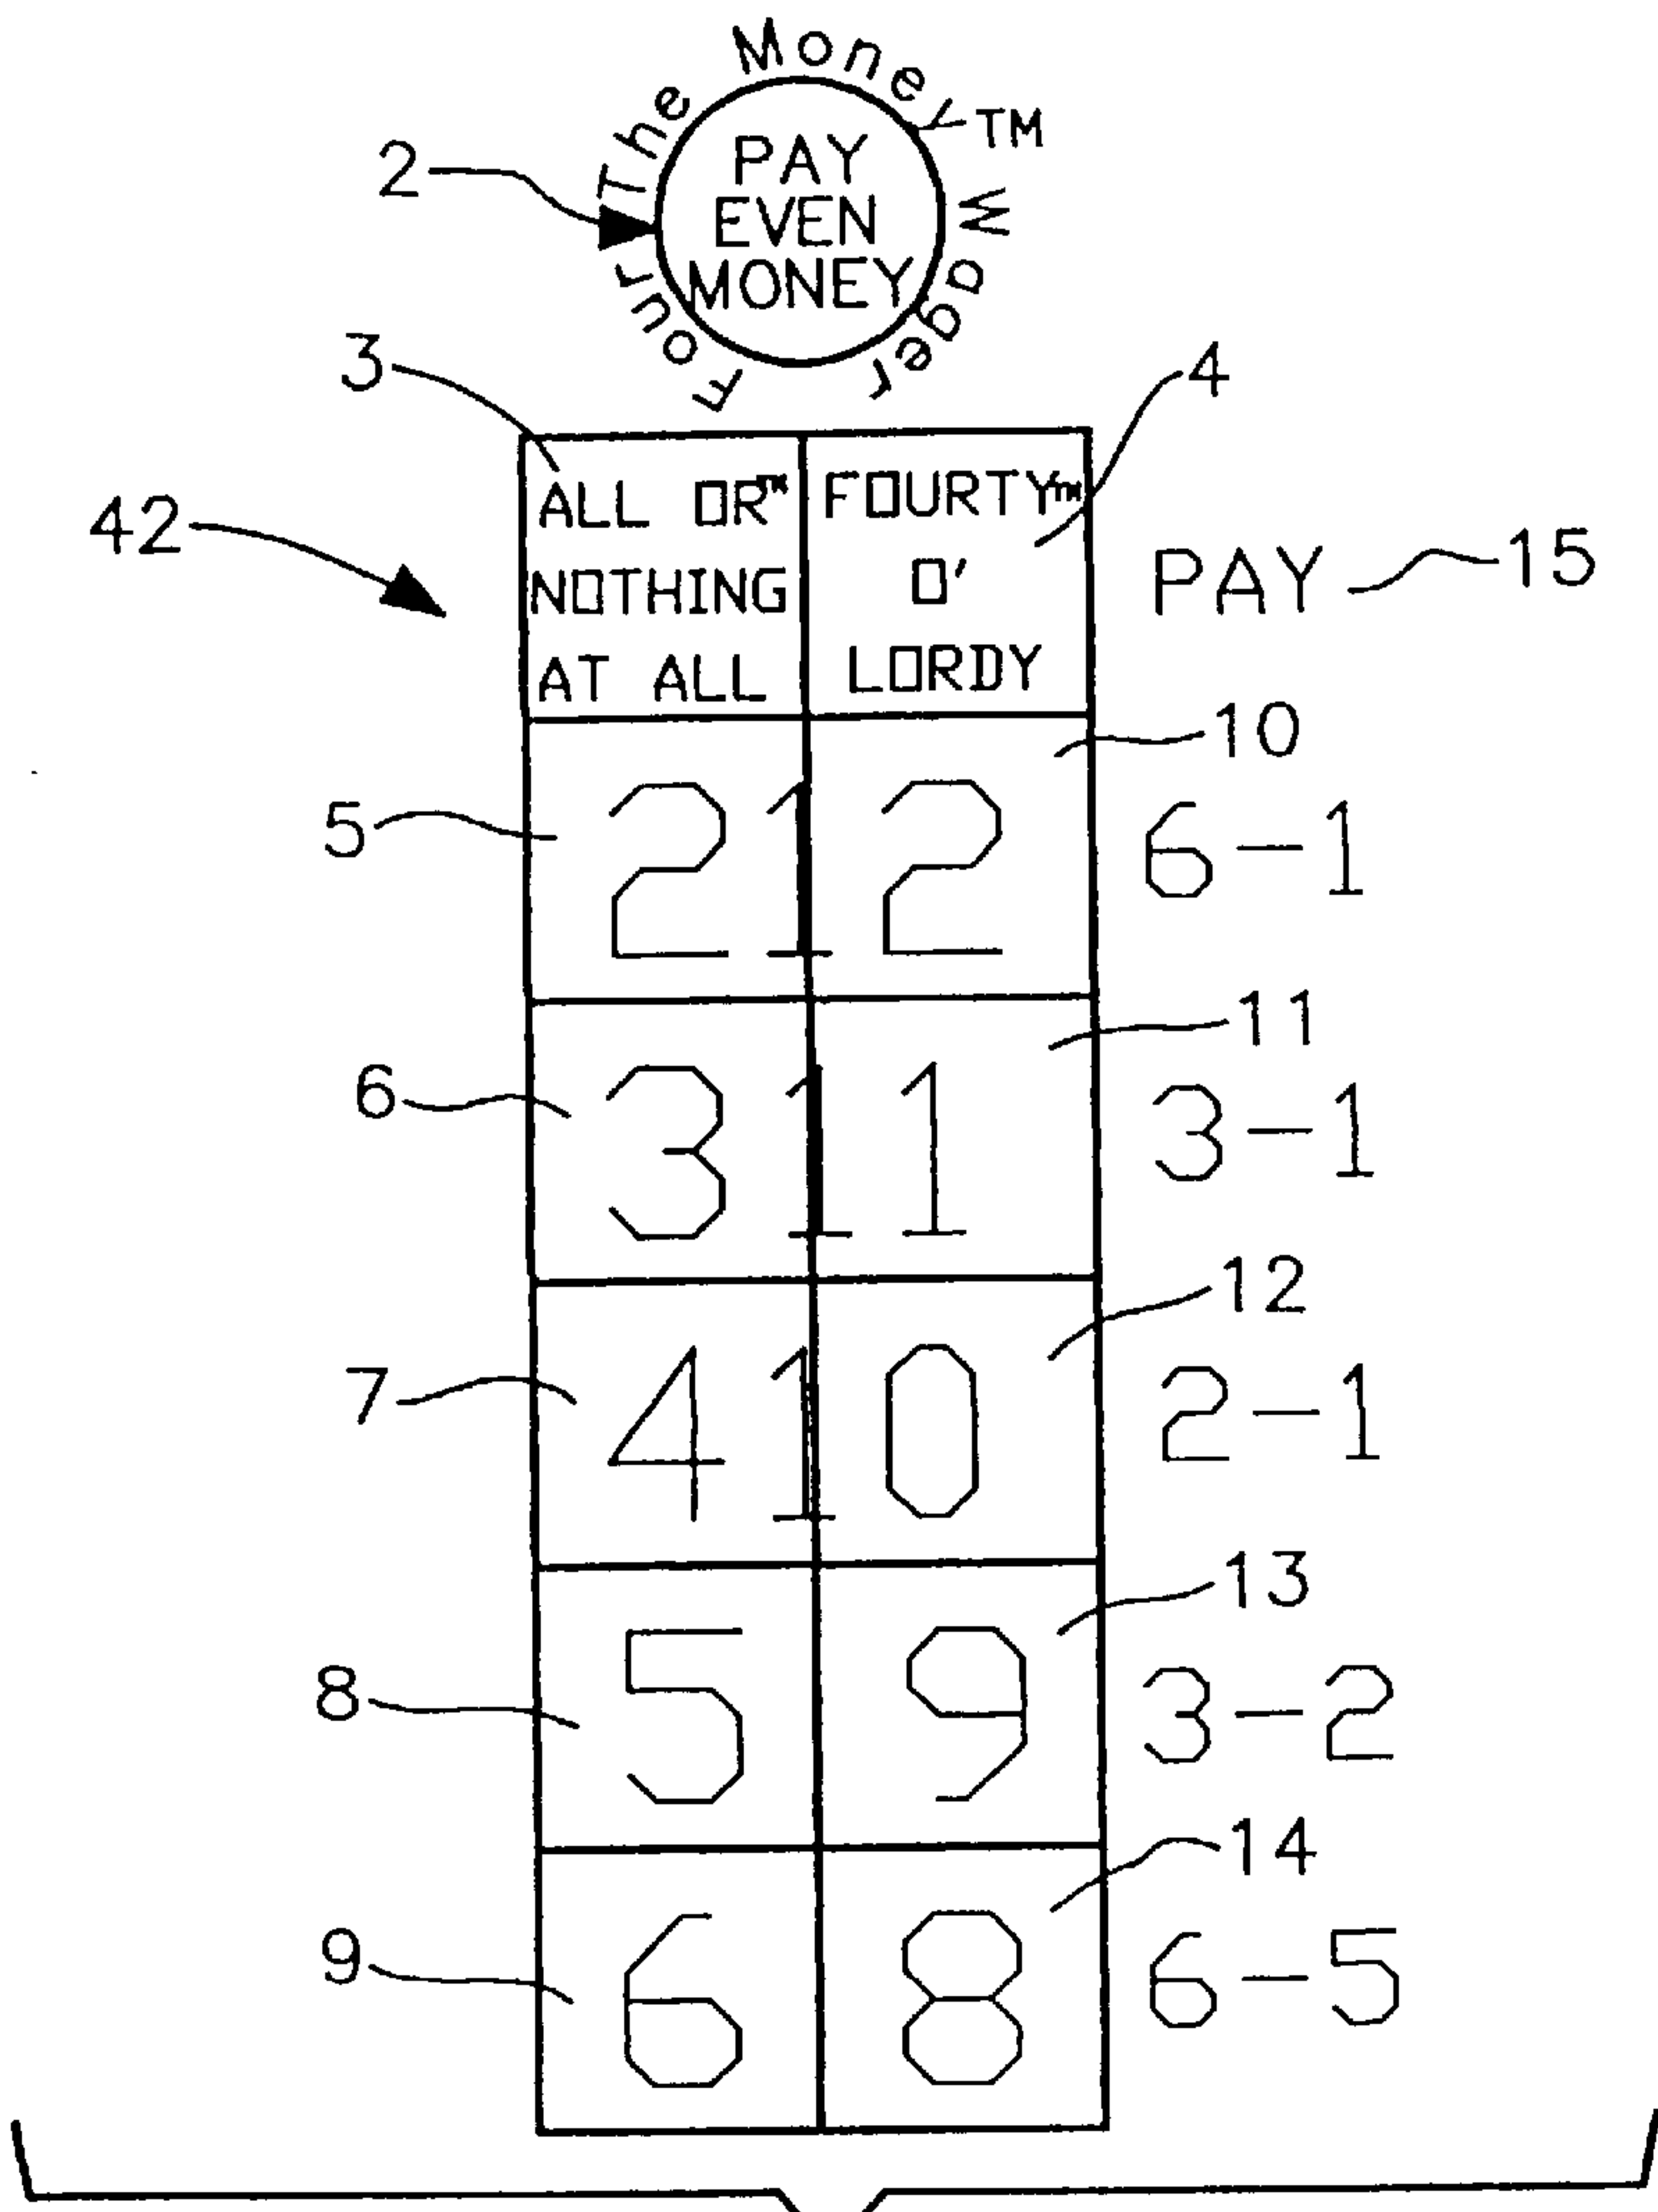 Four The Money™ Wager
2
PAY
EVEN
MONEY
3
4
42
ALL OR™
NOTHING
AT ALL
FOURTY™
O'
LORDY
PAY
15
10
5
2 12
6-1
11
6
3 11
3-1
12
7
4 10
2-1
13
8
5 9
3-2
14
9
6 8
6-5